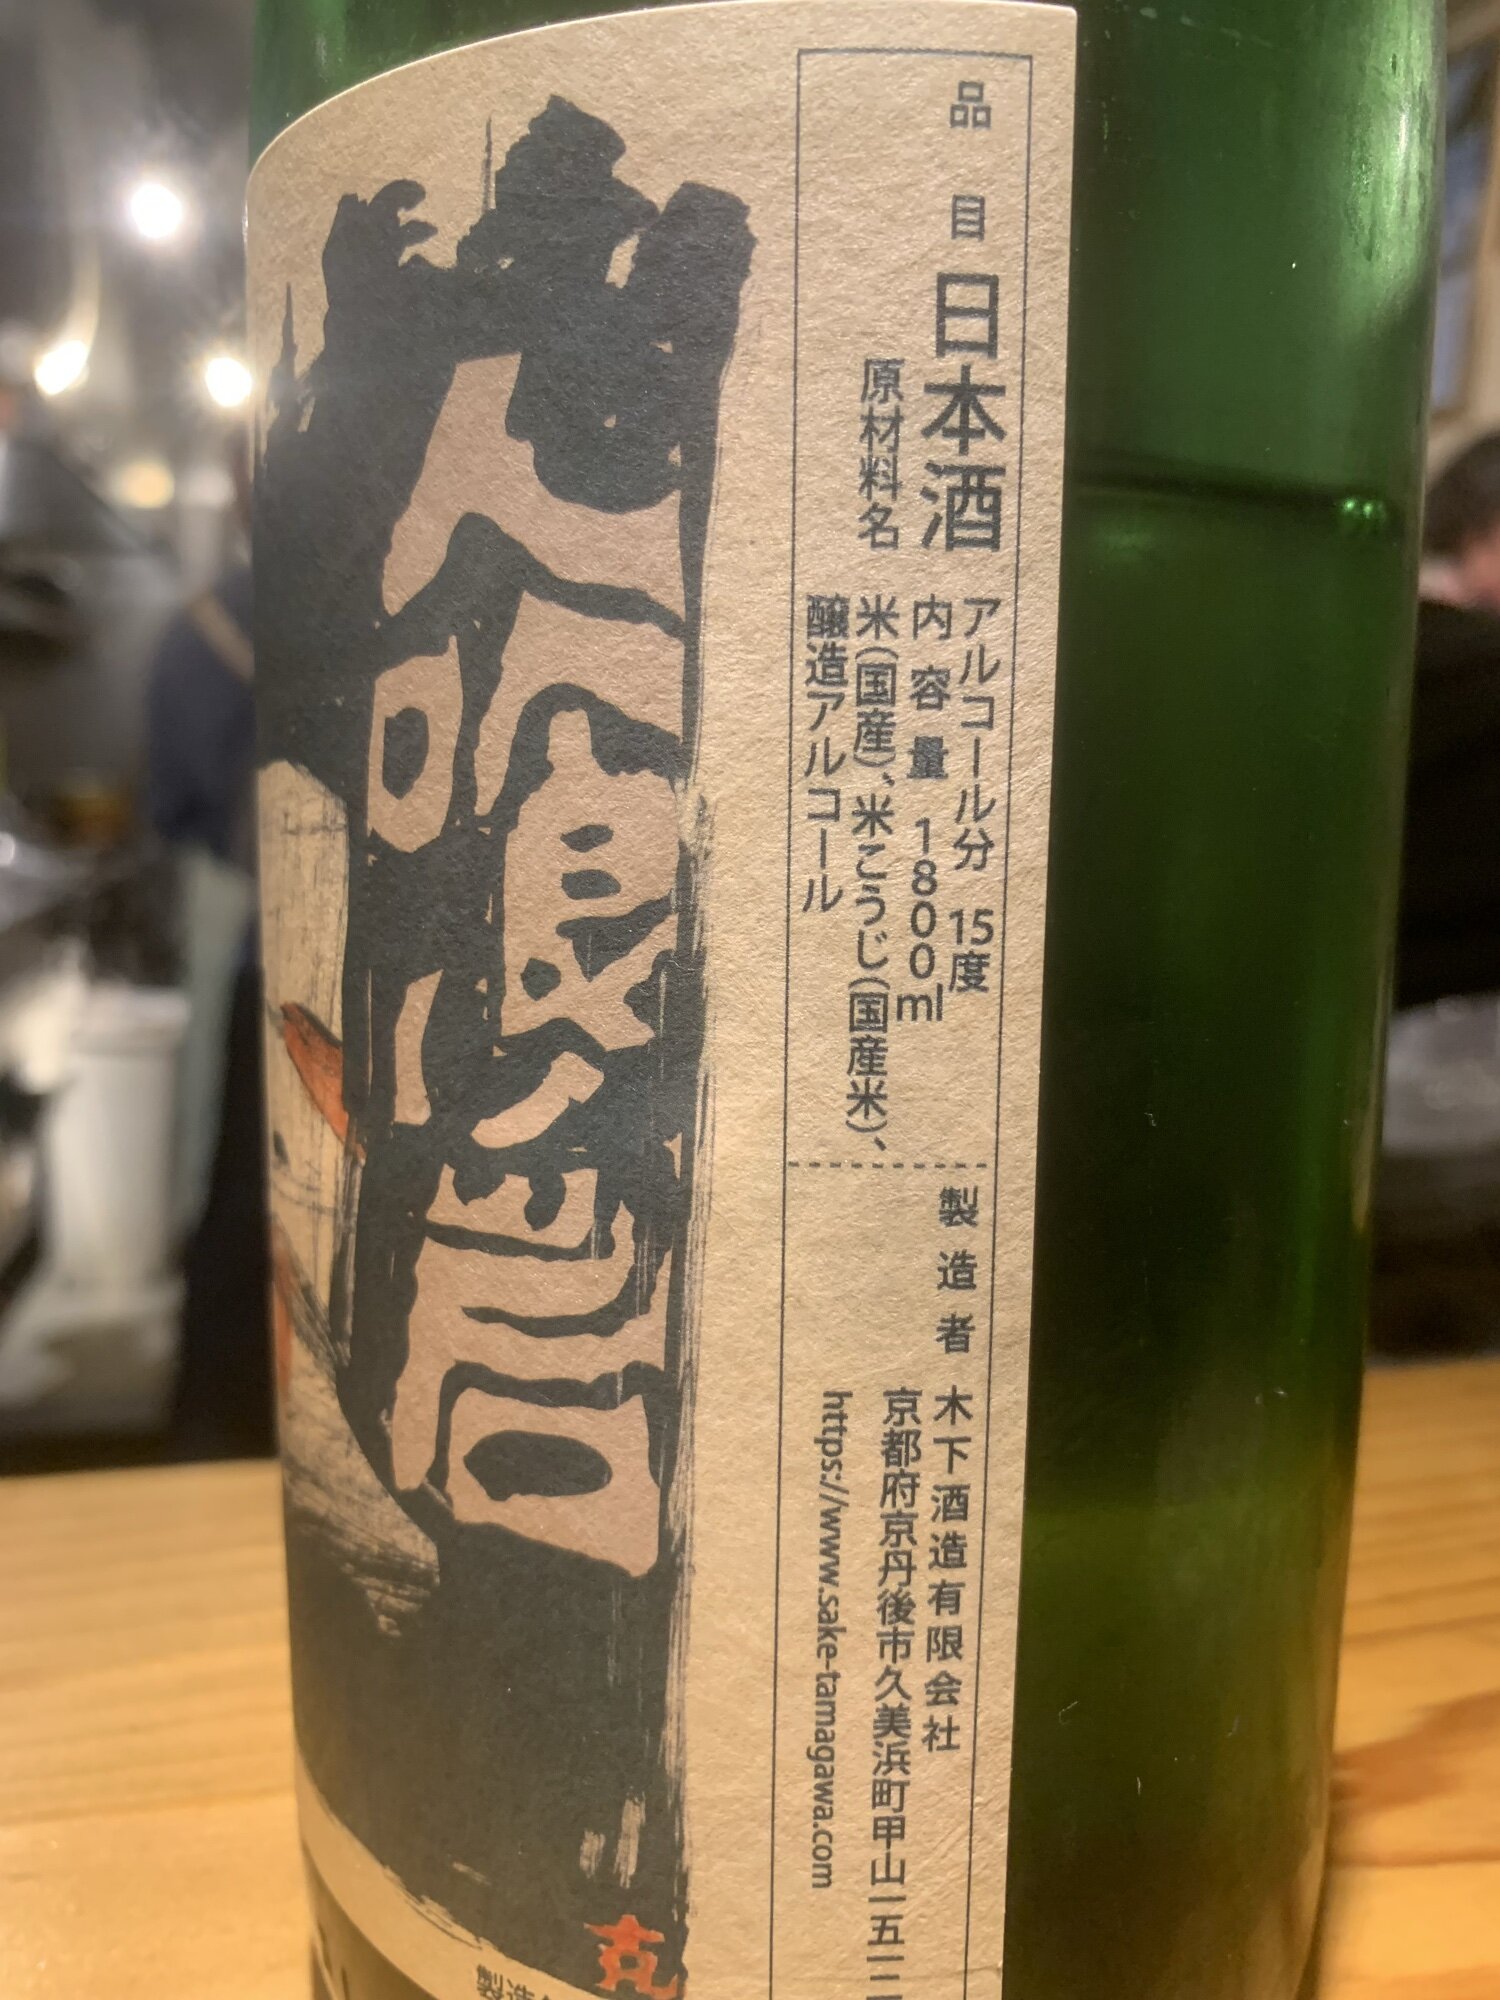 品目 日本酒
アルコール分 15度
内容量 1800ml
原材料名 米(国産)、米こうじ(国産米)、
醸造アルコール
製造者 木下酒造有限会社
京都府京丹後市久美浜町甲山一五一二
https://www.sake-tamagawa.com
製造